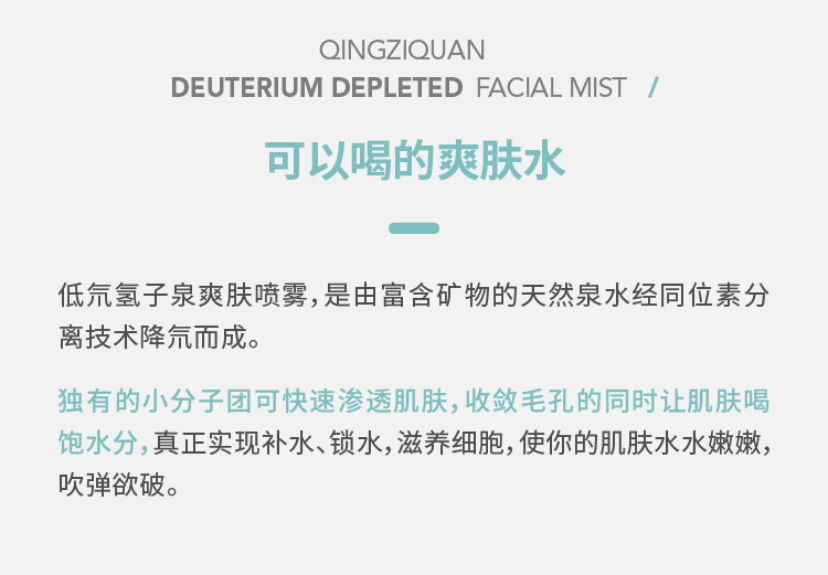 QINGZIQUAN
DEUTERIUM DEPLETED FACIAL MIST /
可以喝的爽肤水
低氘氢子泉爽肤喷雾，是由富含矿物的天然泉水经同位素分
离技术降氘而成。
独有的小分子团可快速渗透肌肤，收敛毛孔的同时让肌肤喝
饱水分，真正实现补水、锁水，滋养细胞，使你的肌肤水水嫩嫩，
吹弹欲破。